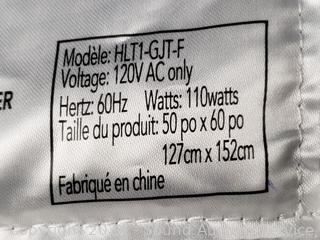 Modèle: HLT1-GJT-F
Voltage: 120V AC only
ER
Hertz: 60Hz Watts: 110watts
Taille du produit: 50 po x 60 po
127cm x 152cm
Fabriqué en chine